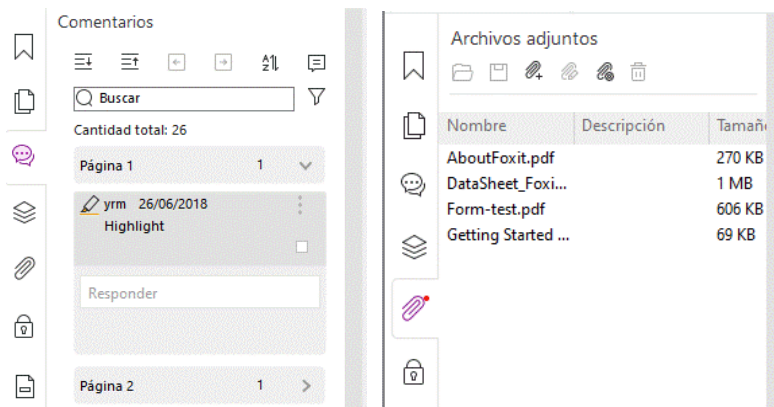 Comentarios
Buscar
Cantidad total: 26
Página 1 1
yrm 26/06/2018
Highlight
Responder
Página 2 1
Archivos adjuntos
Nombre Descripción Tamañ
AboutFoxit.pdf 270 KB
DataSheet_Foxi... 1 MB
Form-test.pdf 606 KB
Getting Started ... 69 KB